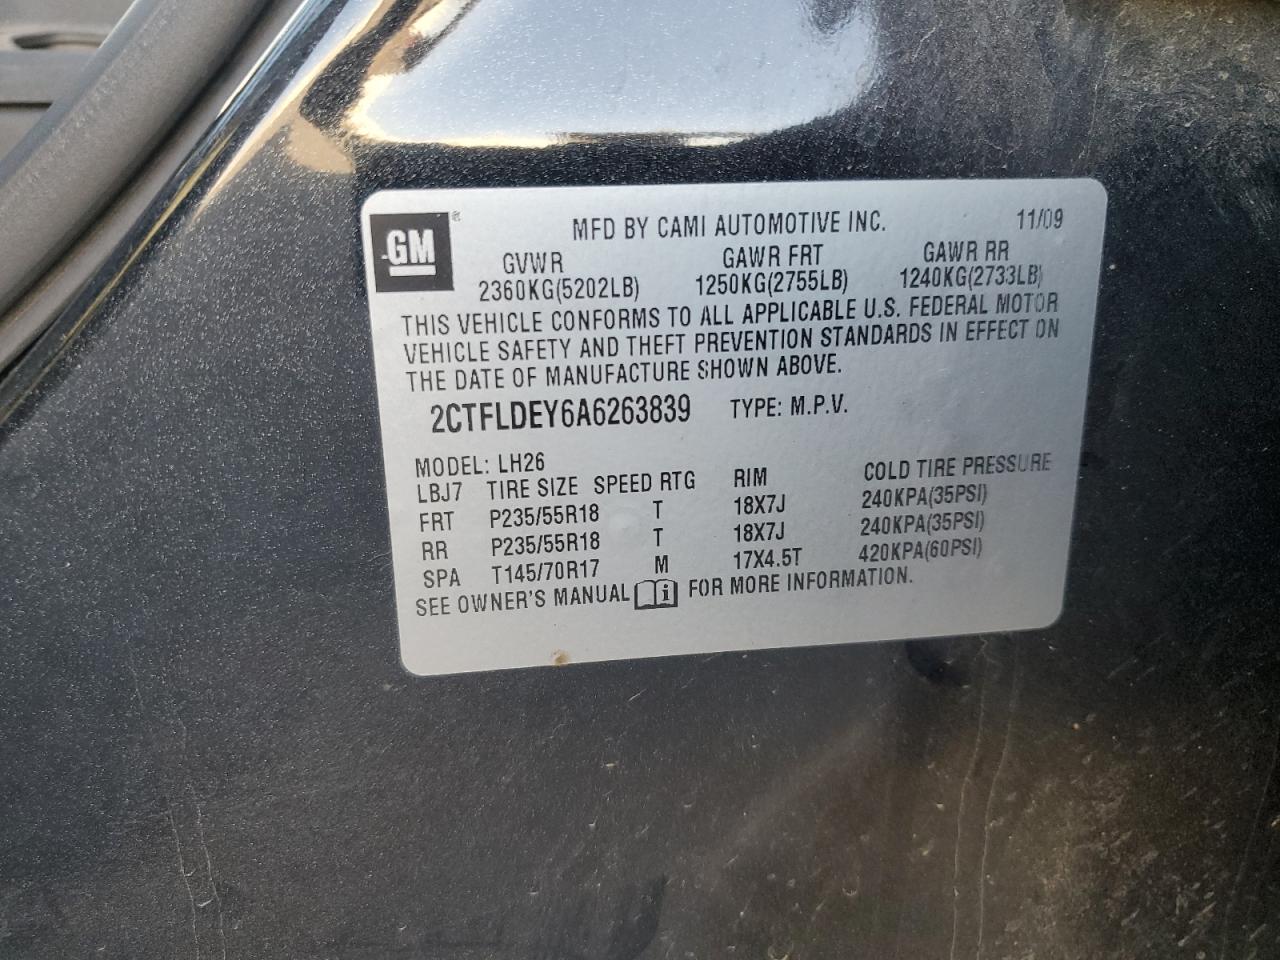 GM ®
MFD BY CAMI AUTOMOTIVE INC. 11/09
GVWR GAWR FRT GAWR RR
2360KG(5202LB) 1250KG(2755LB) 1240KG(2733LB)
THIS VEHICLE CONFORMS TO ALL APPLICABLE U.S. FEDERAL MOTOR
VEHICLE SAFETY AND THEFT PREVENTION STANDARDS IN EFFECT ON
THE DATE OF MANUFACTURE SHOWN ABOVE.
2CTFLDEY6A6263839 TYPE: M.P.V.
MODEL: LH26
LBJ7 TIRE SIZE SPEED RTG RIM COLD TIRE PRESSURE
FRT P235/55R18 T 18X7J 240KPA(35PSI)
RR P235/55R18 T 18X7J 240KPA(35PSI)
SPA T145/70R17 M 17X4.5T 420KPA(60PSI)
SEE OWNER'S MANUAL i FOR MORE INFORMATION.